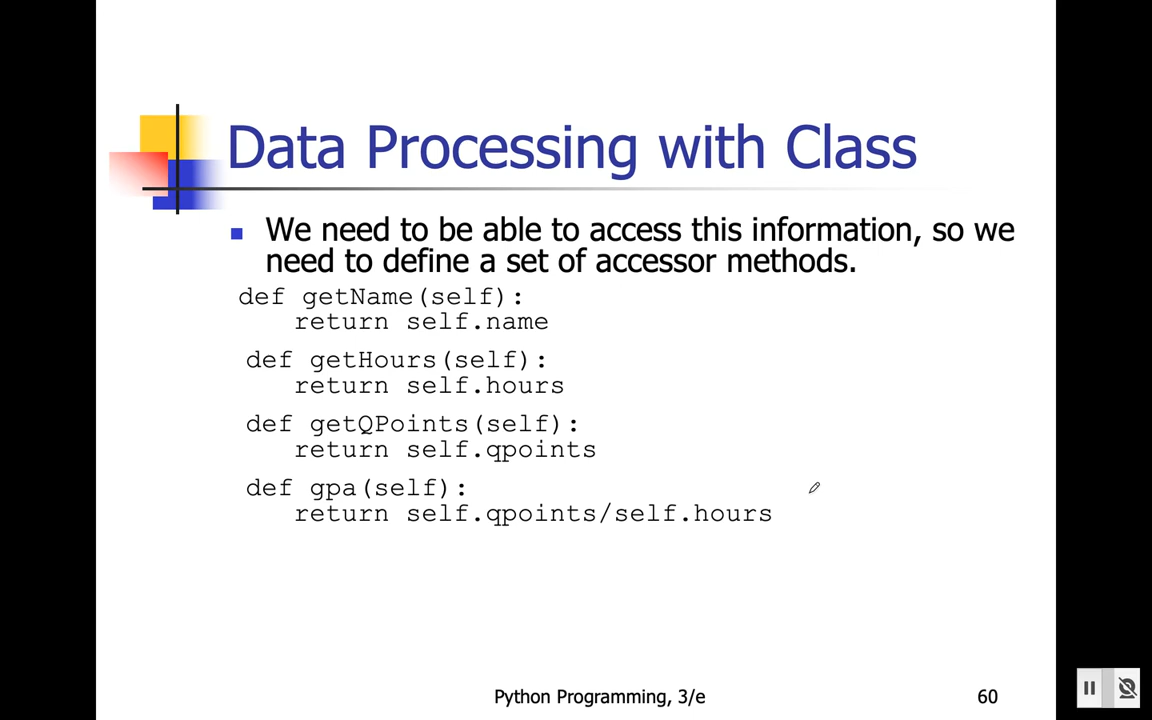 Data Processing with Class
We need to be able to access this information, so we
need to define a set of accessor methods.
def getName(self):
return self.name
def getHours(self):
return self.hours
def getQPoints(self):
return self.qpoints
def gpa(self):
return self.qpoints/self.hours
Python Programming, 3/e
60